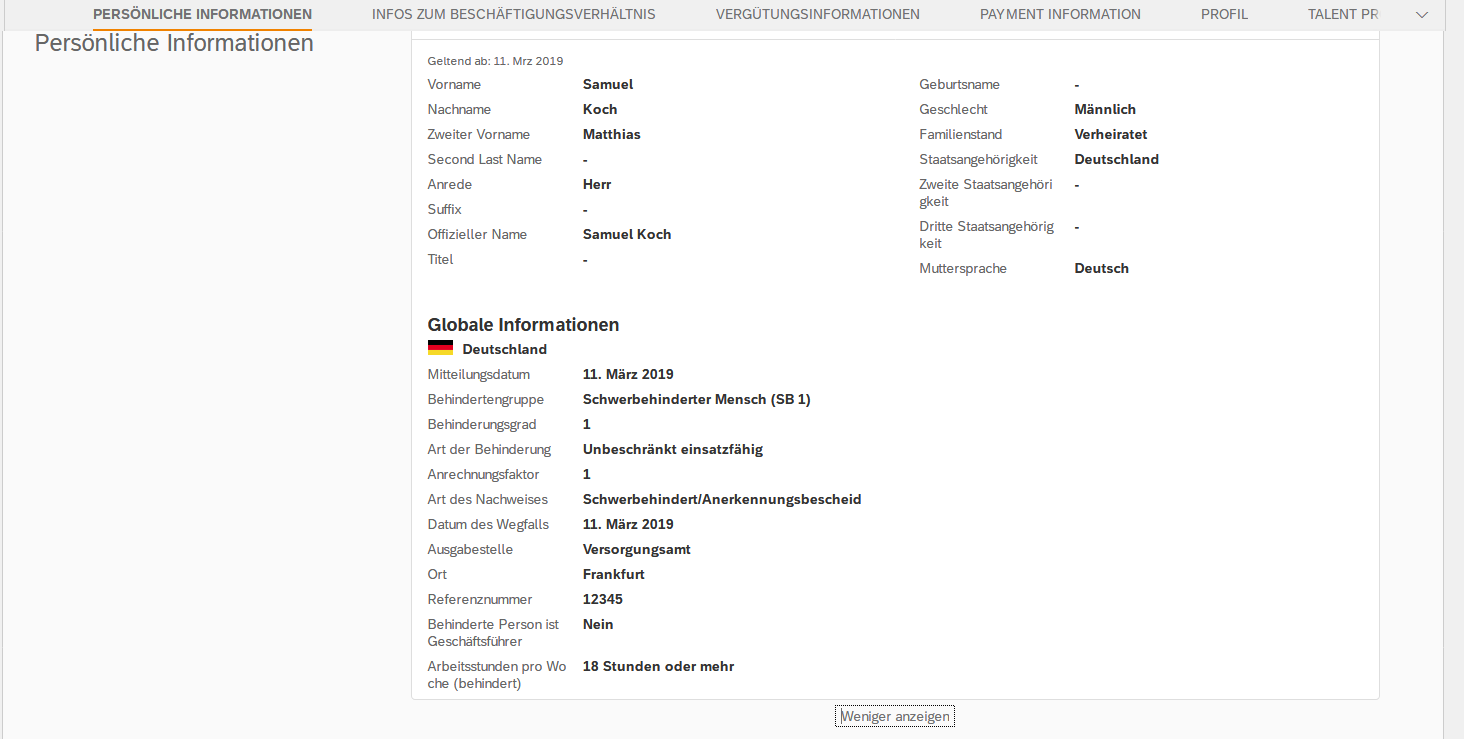 PERSÖNLICHE INFORMATIONEN INFOS ZUM BESCHÄFTIGUNGSVERHÄLTNIS VERGÜTUNGSINFORMATIONEN PAYMENT INFORMATION PROFIL TALENT PR
Persönliche Informationen
Geltend ab: 11. Mrz 2019
Vorname Samuel
Nachname Koch
Zweiter Vorname Matthias
Second Last Name -
Anrede Herr
Suffix -
Offizieller Name Samuel Koch
Titel -
Geburtsname -
Geschlecht Männlich
Familienstand Verheiratet
Staatsangehörigkeit Deutschland
Zweite Staatsangehöri -
gkeit
Dritte Staatsangehörig -
keit
Muttersprache Deutsch
Globale Informationen
Deutschland
Mitteilungsdatum 11. März 2019
Behindertengruppe Schwerbehinderter Mensch (SB 1)
Behinderungsgrad 1
Art der Behinderung Unbeschränkt einsatzfähig
Anrechnungsfaktor 1
Art des Nachweises Schwerbehindert/Anerkennungsbescheid
Datum des Wegfalls 11. März 2019
Ausgabestelle Versorgungsamt
Ort Frankfurt
Referenznummer 12345
Behinderte Person ist Nein
Geschäftsführer
Arbeitsstunden pro Wo 18 Stunden oder mehr
che (behindert)
Weniger anzeigen